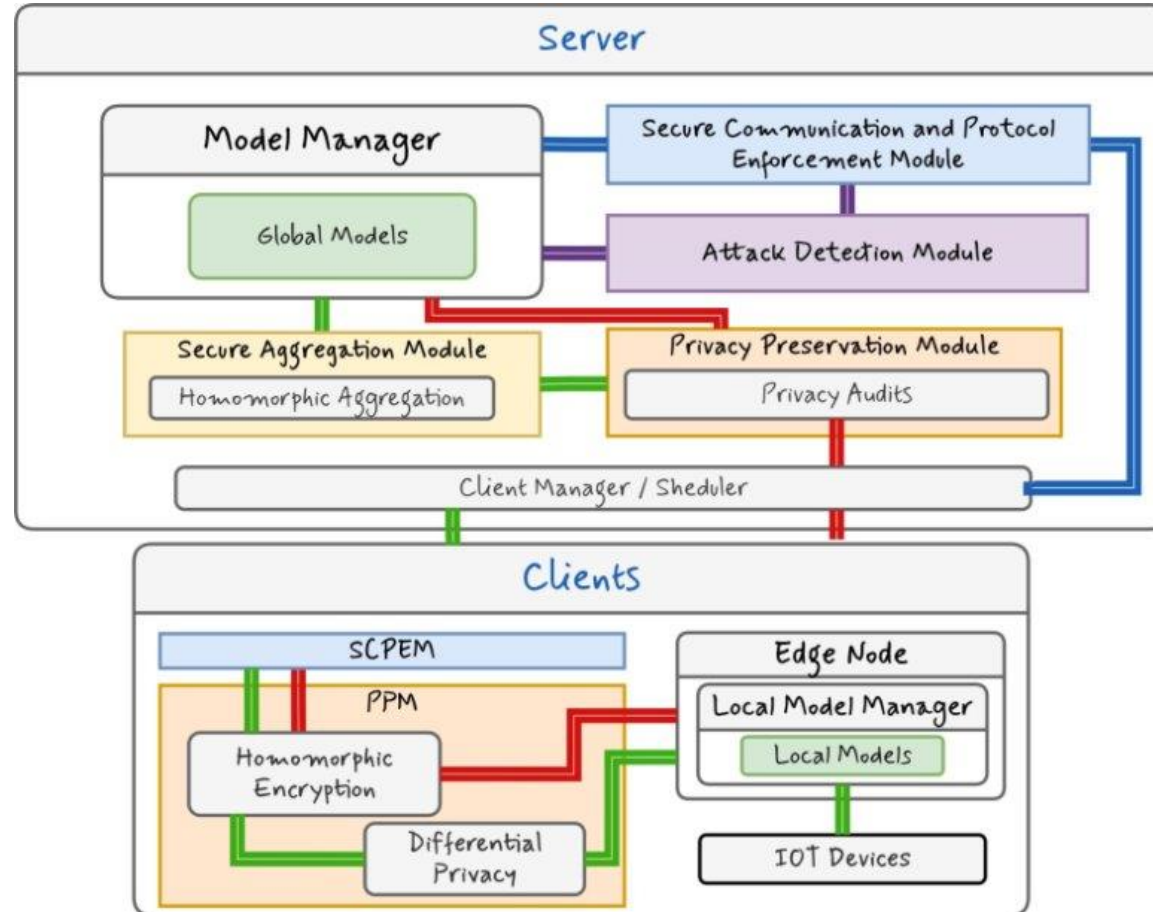 Server
Model Manager
Global Models
Secure Communication and Protocol
Enforcement Module
Attack Detection Module
Secure Aggregation Module
Homomorphic Aggregation
Privacy Preservation Module
Privacy Audits
Client Manager / Sheduler
Clients
SCPEM
PPM
Homomorphic
Encryption
Differential
Privacy
Edge Node
Local Model Manager
Local Models
IOT Devices